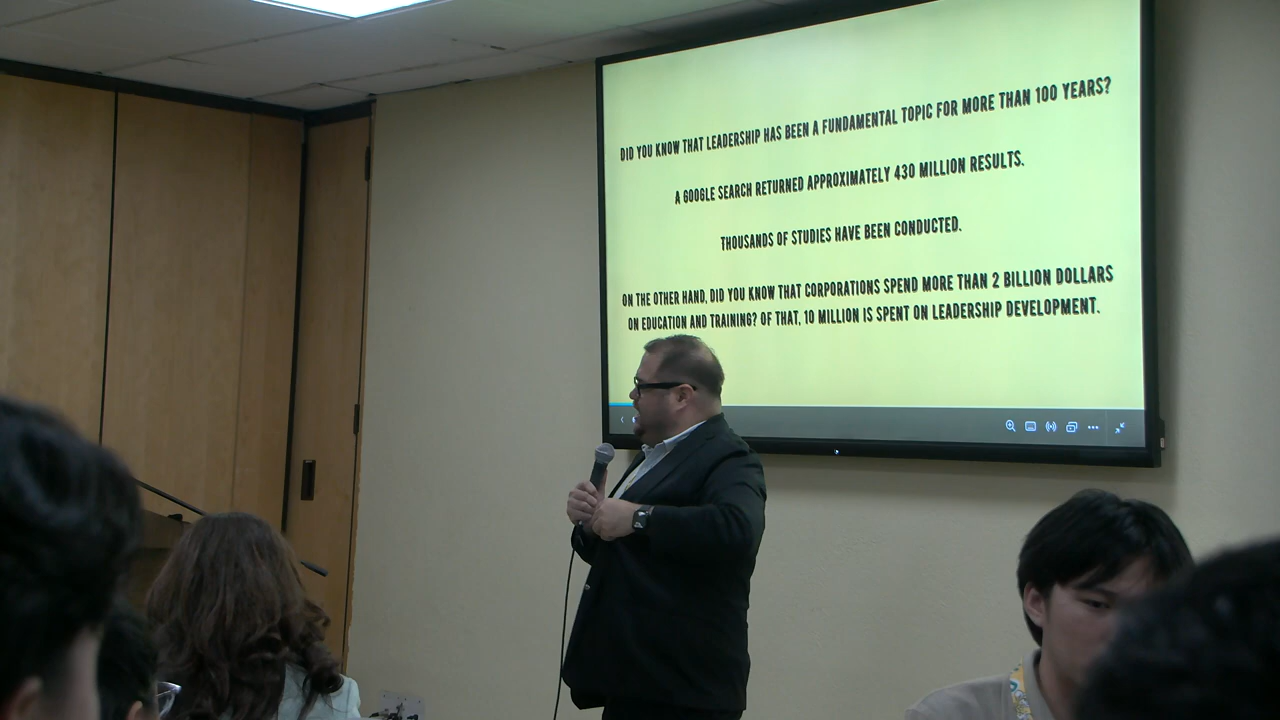 DID YOU KNOW THAT LEADERSHIP HAS BEEN A FUNDAMENTAL TOPIC FOR MORE THAN 100 YEARS?
A GOOGLE SEARCH RETURNED APPROXIMATELY 430 MILLION RESULTS.
THOUSANDS OF STUDIES HAVE BEEN CONDUCTED.
ON THE OTHER HAND, DID YOU KNOW THAT CORPORATIONS SPEND MORE THAN 2 BILLION DOLLARS
ON EDUCATION AND TRAINING? OF THAT, 10 MILLION IS SPENT ON LEADERSHIP DEVELOPMENT.